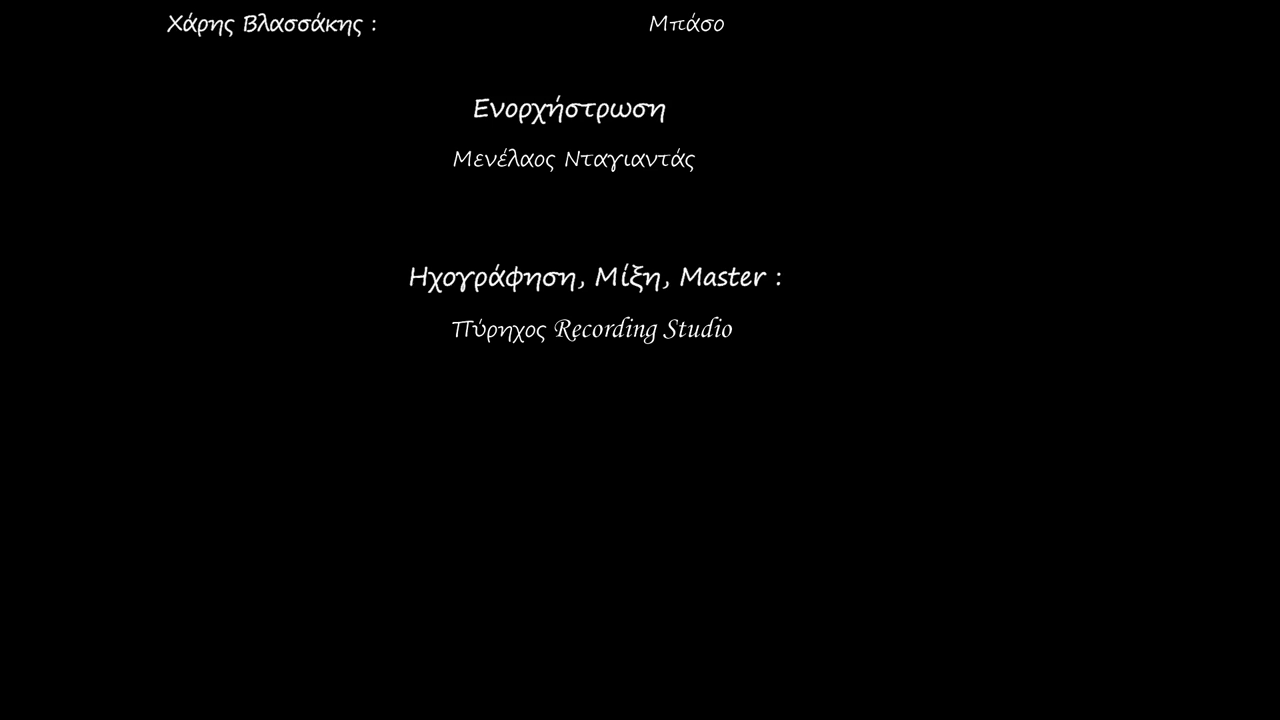 Χάρης Βλασσάκης : Μπάσο
Ενορχήστρωση
Μενέλαος Νταγιαντάς
Ηχογράφηση, Μίξη, Master :
Πύρηχος Recording Studio